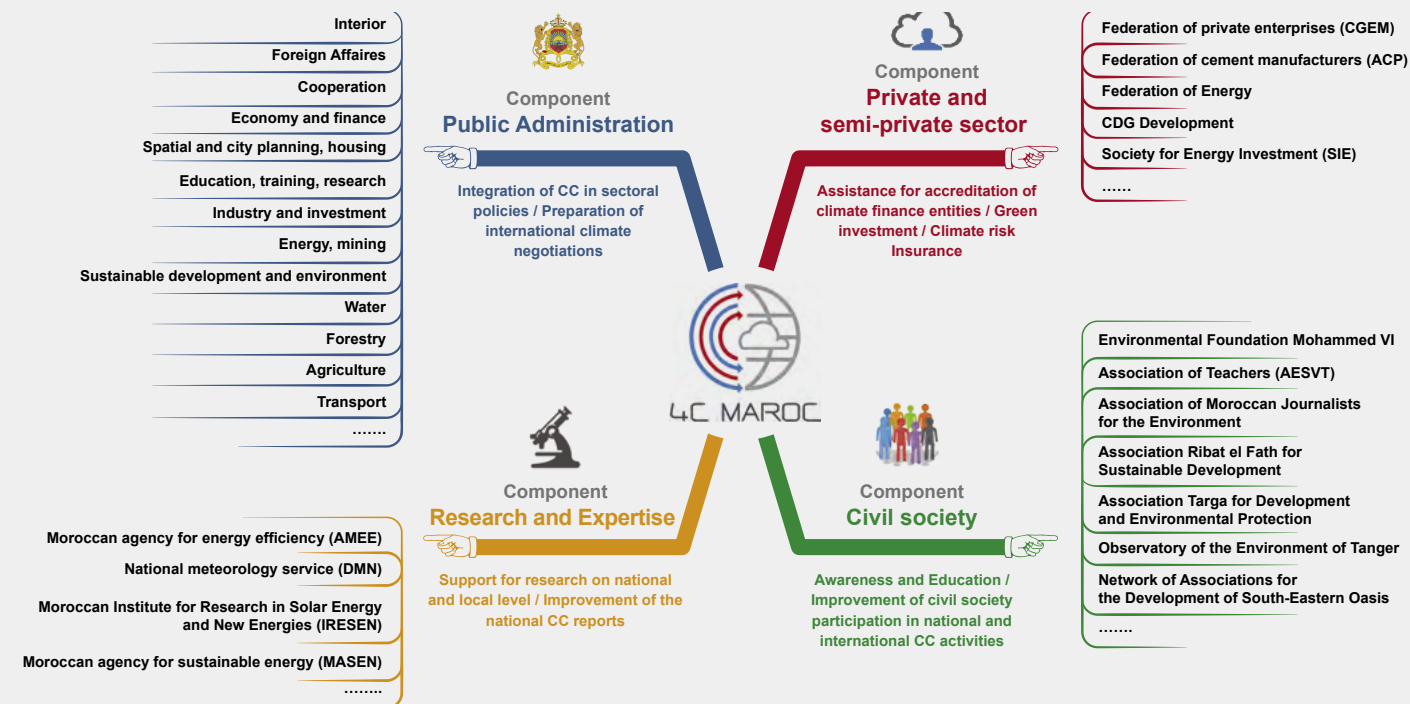 Interior
Foreign Affaires
Cooperation
Economy and finance
Spatial and city planning, housing
Education, training, research
Industry and investment
Energy, mining
Sustainable development and environment
Water
Forestry
Agriculture
Transport
…….
Component
Public Administration
Integration of CC in sectoral
policies / Preparation of
international climate
negotiations
Component
Private and
semi-private sector
Assistance for accreditation of
climate finance entities / Green
investment / Climate risk
Insurance
Federation of private enterprises (CGEM)
Federation of cement manufacturers (ACP)
Federation of Energy
CDG Development
Society for Energy Investment (SIE)
……
4C MAROC
Component
Research and Expertise
Support for research on national
and local level / Improvement of the
national CC reports
Moroccan agency for energy efficiency (AMEE)
National meteorology service (DMN)
Moroccan Institute for Research in Solar Energy
and New Energies (IRESEN)
Moroccan agency for sustainable energy (MASEN)
……..
Component
Civil society
Awareness and Education /
Improvement of civil society
participation in national and
international CC activities
Environmental Foundation Mohammed VI
Association of Teachers (AESVT)
Association of Moroccan Journalists
for the Environment
Association Ribat el Fath for
Sustainable Development
Association Targa for Development
and Environmental Protection
Observatory of the Environment of Tanger
Network of Associations for
the Development of South-Eastern Oasis
…….